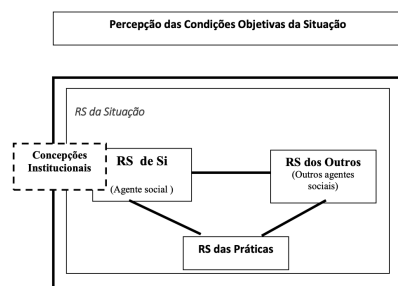 Percepção das Condições Objetivas da Situação
RS da Situação
Concepções
Institucionais
RS de Si
(Agente social )
RS dos Outros
(Outros agentes
sociais)
RS das Práticas